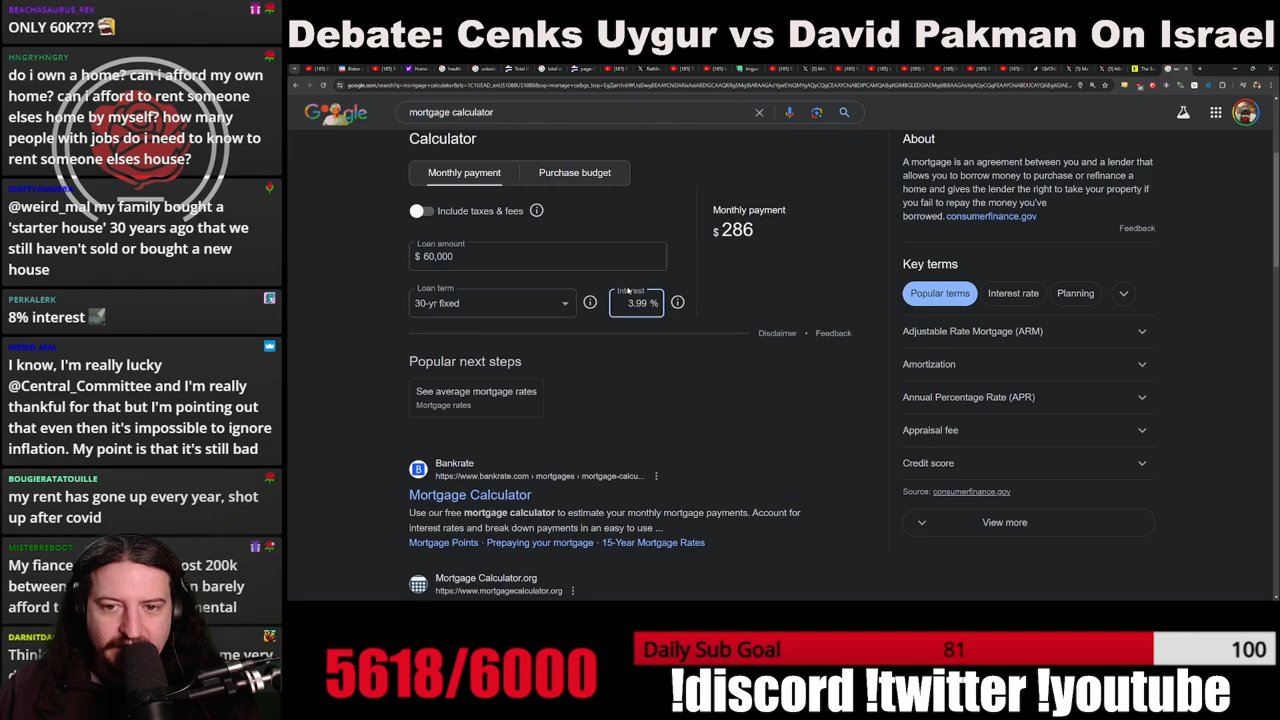 Debate: Cenks Uygur vs David Pakman On Israel
BEACHASAURUS_REX
ONLY 60K???
HNGRYHNGRY
do i own a home? can i afford my own
home? can i afford to rent someone
elses home by myself? how many
people with jobs do i need to know to
rent someone elses house?
@weird_mal my family bought a
'starter house' 30 years ago that we
still haven't sold or bought a new
house
PERKALERK
8% interest
WEIRD_MAL
I know, I'm really lucky
@Central_Committee and I'm really
thankful for that but I'm pointing out
that even then it's impossible to ignore
inflation. My point is that it's still bad
BOUGIERATATOUILLE
my rent has gone up every year, shot
up after covid
MISTERREBOOT
My fiance
ost 200k
between
n barely
afford t
mental
DARNITDA
Think
me very
Google
mortgage calculator
Calculator
Monthly payment
Purchase budget
Include taxes & fees
Loan amount
$ 60,000
Loan term
30-yr fixed
Interest
3.99 %
Monthly payment
$ 286
Disclaimer • Feedback
Popular next steps
See average mortgage rates
Mortgage rates
B
Bankrate
https://www.bankrate.com › mortgages › mortgage-calcu...
Mortgage Calculator
Use our free mortgage calculator to estimate your monthly mortgage payments. Account for
interest rates and break down payments in an easy to use ...
Mortgage Points · Prepaying your mortgage · 15-Year Mortgage Rates
Mortgage Calculator.org
https://www.mortgagecalculator.org
About
A mortgage is an agreement between you and a lender that
allows you to borrow money to purchase or refinance a
home and gives the lender the right to take your property
if you fail to repay the money you've
borrowed. consumerfinance.gov
Feedback
Key terms
Popular terms
Interest rate
Planning
Adjustable Rate Mortgage (ARM)
Amortization
Annual Percentage Rate (APR)
Appraisal fee
Credit score
Source: consumerfinance.gov
View more
5618/6000
Daily Sub Goal 81 100
!discord !twitter !youtube